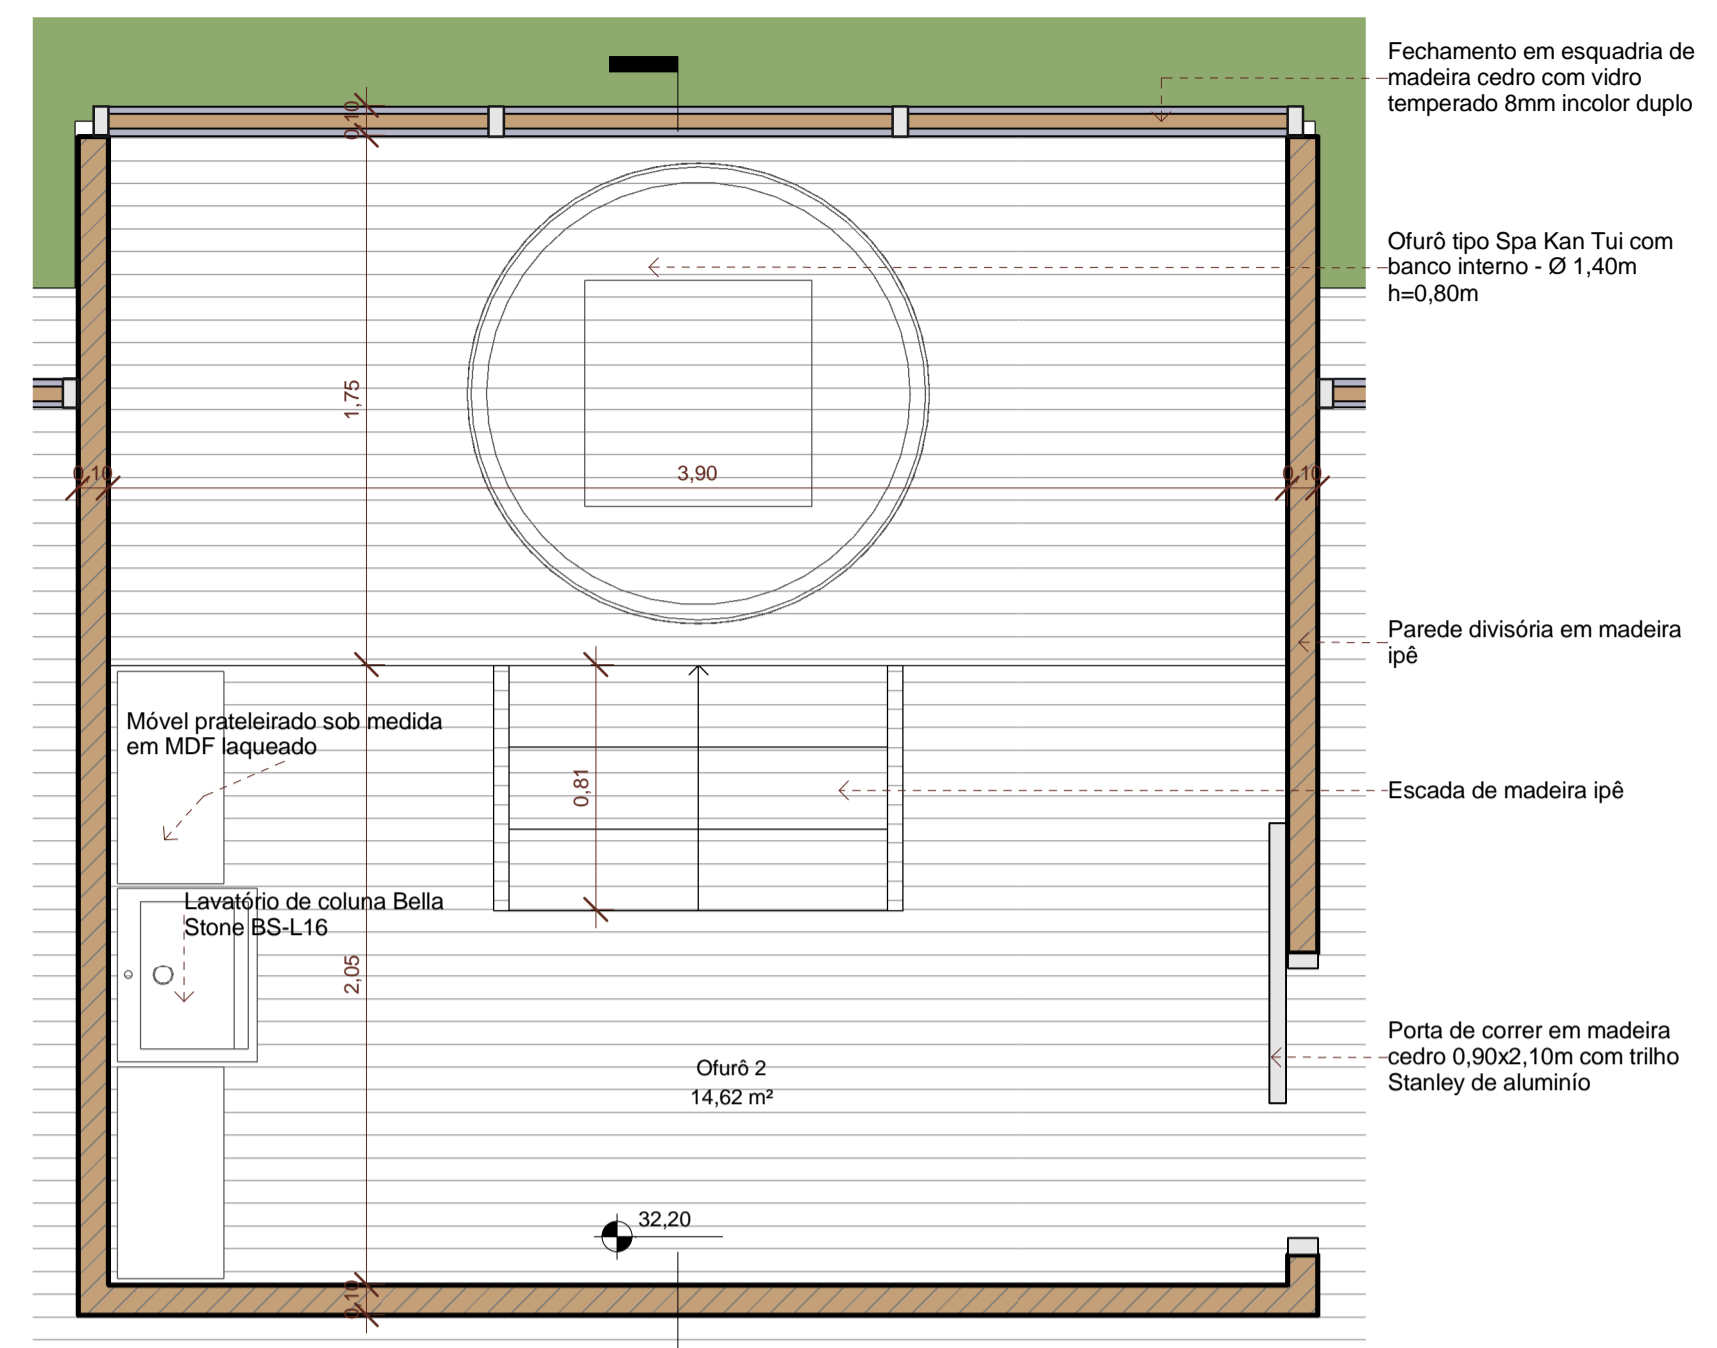 Fechamento em esquadria de
madeira cedro com vidro
temperado 8mm incolor duplo
0,10
Ofurô tipo Spa Kan Tui com
banco interno - Ø 1,40m
h=0,80m
1,75
0,10
3,90
0,10
Parede divisória em madeira
ipê
Móvel prateleirado sob medida
em MDF laqueado
0,81
Escada de madeira ipê
Lavatório de coluna Bella
Stone BS-L16
2,05
Porta de correr em madeira
cedro 0,90x2,10m com trilho
Stanley de aluminío
Ofurô 2
14,62 m²
32,20
0,10